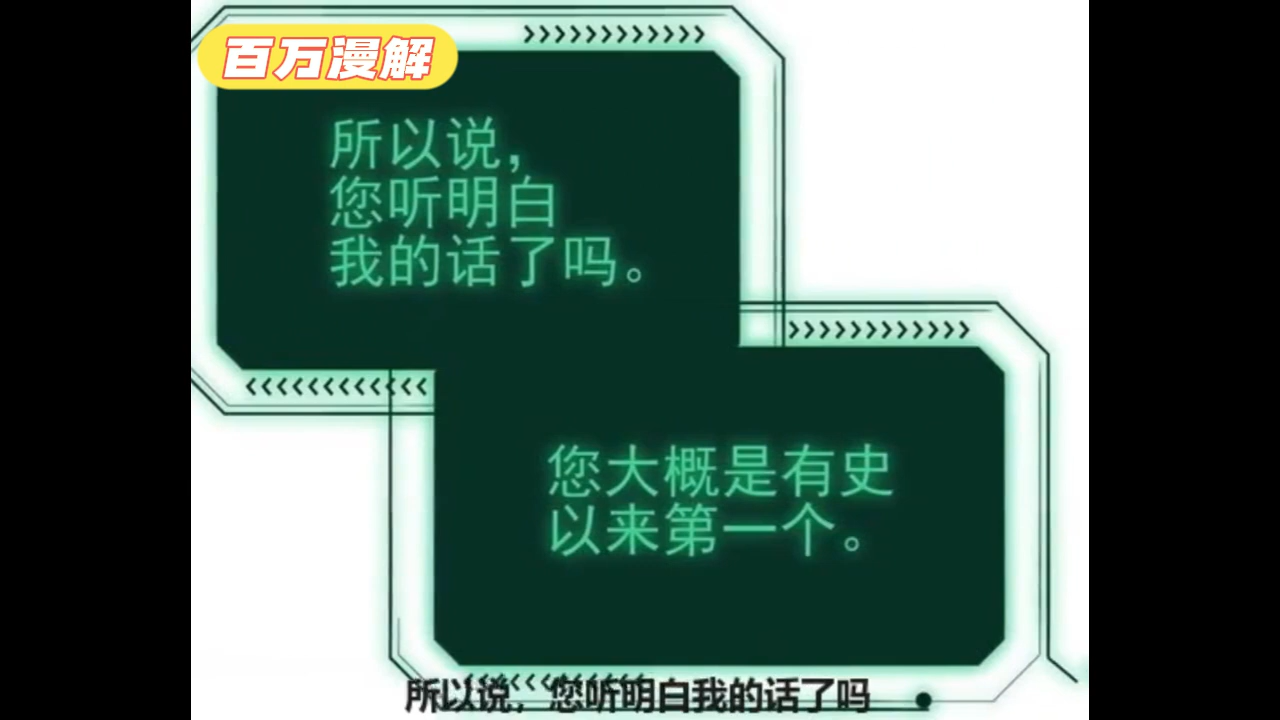 百万漫解
所以说，
您听明白
我的话了吗。
您大概是有史
以来第一个。
所以说，您听明白我的话了吗